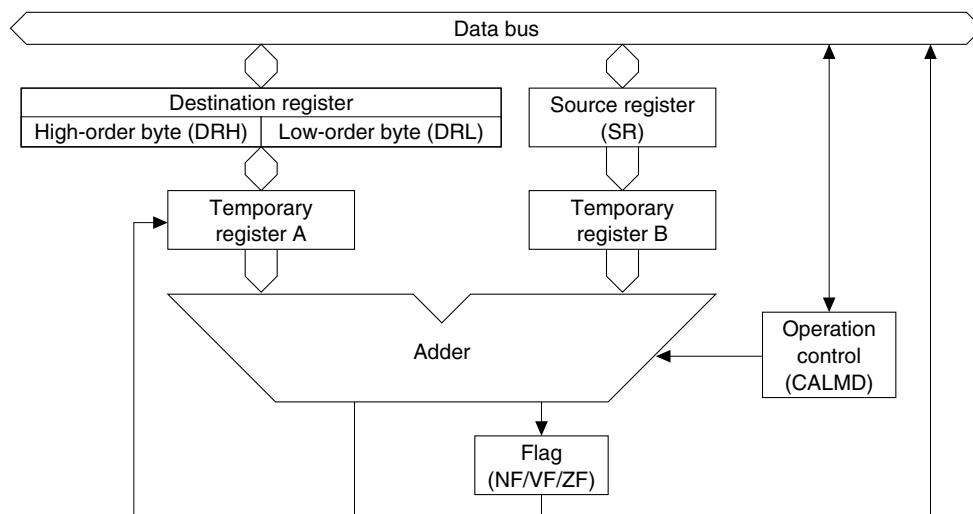 Data bus
Destination register
High-order byte (DRH)
Low-order byte (DRL)
Source register
(SR)
Temporary
register A
Temporary
register B
Adder
Operation
control
(CALMD)
Flag
(NF/VF/ZF)